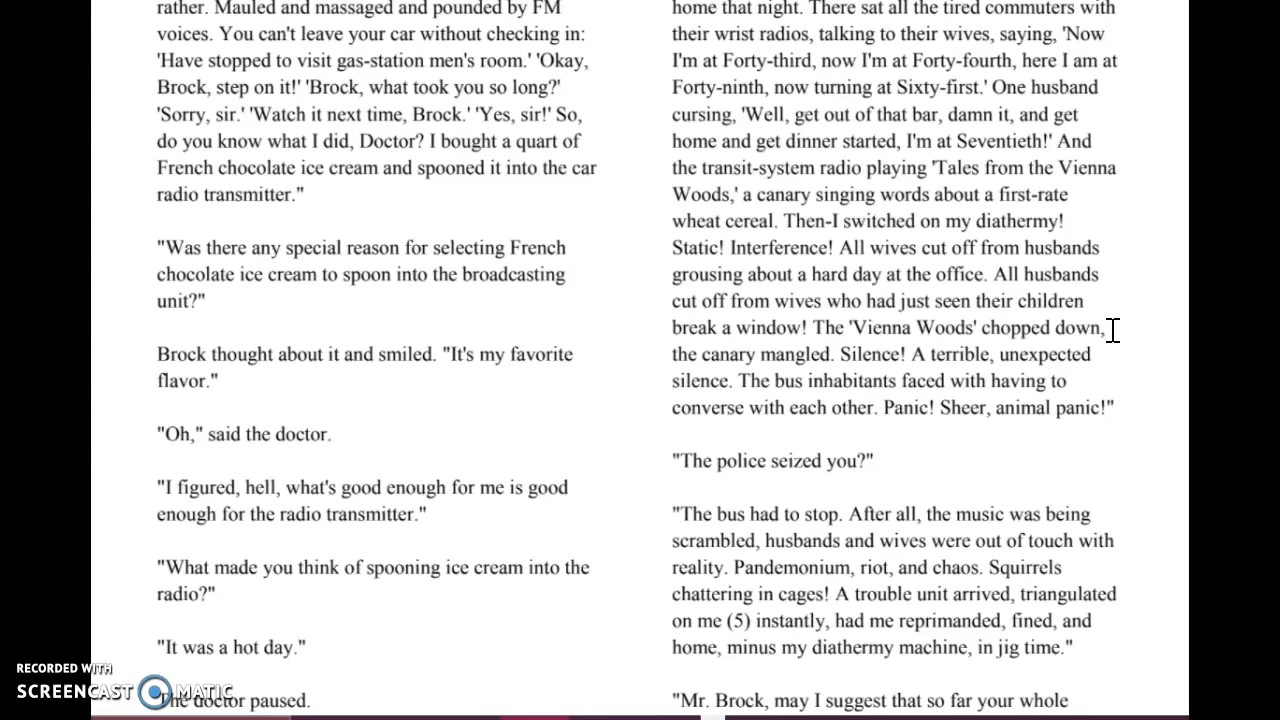 rather. Mauled and massaged and pounded by FM
voices. You can't leave your car without checking in:
'Have stopped to visit gas-station men's room.' 'Okay,
Brock, step on it!' 'Brock, what took you so long?'
'Sorry, sir.' 'Watch it next time, Brock.' 'Yes, sir!' So,
do you know what I did, Doctor? I bought a quart of
French chocolate ice cream and spooned it into the car
radio transmitter."
"Was there any special reason for selecting French
chocolate ice cream to spoon into the broadcasting
unit?"
Brock thought about it and smiled. "It's my favorite
flavor."
"Oh," said the doctor.
"I figured, hell, what's good enough for me is good
enough for the radio transmitter."
"What made you think of spooning ice cream into the
radio?"
"It was a hot day."
The doctor paused.
home that night. There sat all the tired commuters with
their wrist radios, talking to their wives, saying, 'Now
I'm at Forty-third, now I'm at Forty-fourth, here I am at
Forty-ninth, now turning at Sixty-first.' One husband
cursing, 'Well, get out of that bar, damn it, and get
home and get dinner started, I'm at Seventieth!' And
the transit-system radio playing 'Tales from the Vienna
Woods,' a canary singing words about a first-rate
wheat cereal. Then-I switched on my diathermy!
Static! Interference! All wives cut off from husbands
grousing about a hard day at the office. All husbands
cut off from wives who had just seen their children
break a window! The 'Vienna Woods' chopped down,
the canary mangled. Silence! A terrible, unexpected
silence. The bus inhabitants faced with having to
converse with each other. Panic! Sheer, animal panic!"
"The police seized you?"
"The bus had to stop. After all, the music was being
scrambled, husbands and wives were out of touch with
reality. Pandemonium, riot, and chaos. Squirrels
chattering in cages! A trouble unit arrived, triangulated
on me (5) instantly, had me reprimanded, fined, and
home, minus my diathermy machine, in jig time."
"Mr. Brock, may I suggest that so far your whole
RECORDED WITH
SCREENCAST MATIC